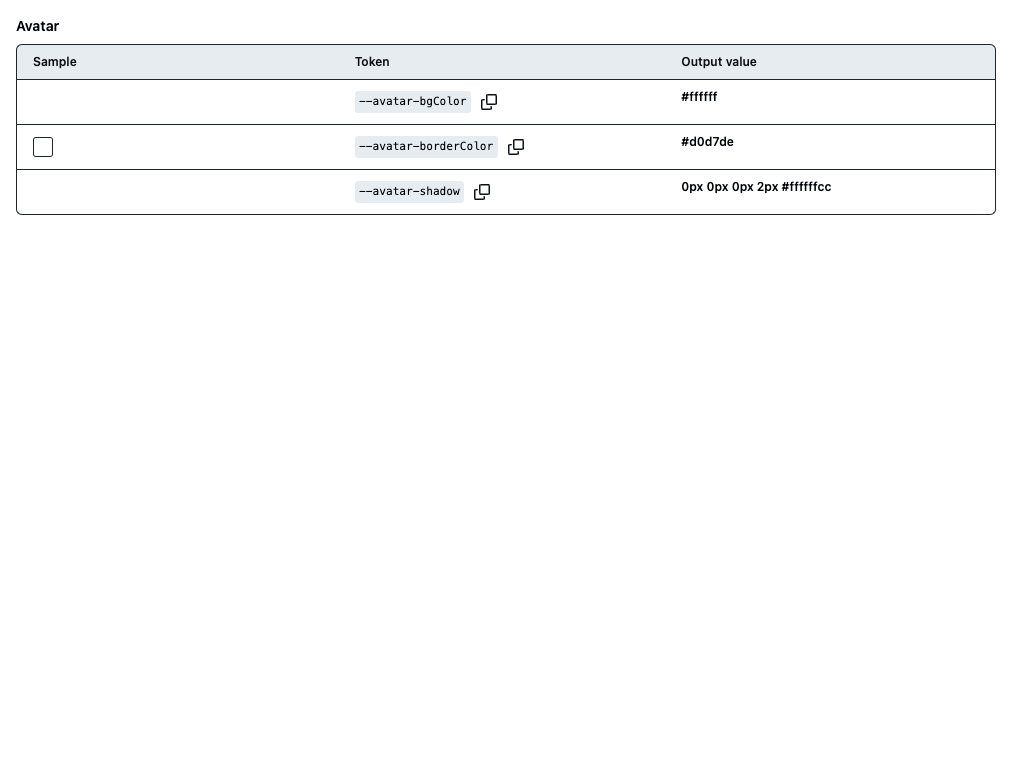 Avatar
Sample Token Output value
--avatar-bgColor #ffffff
--avatar-borderColor #d0d7de
--avatar-shadow 0px 0px 0px 2px #ffffffcc